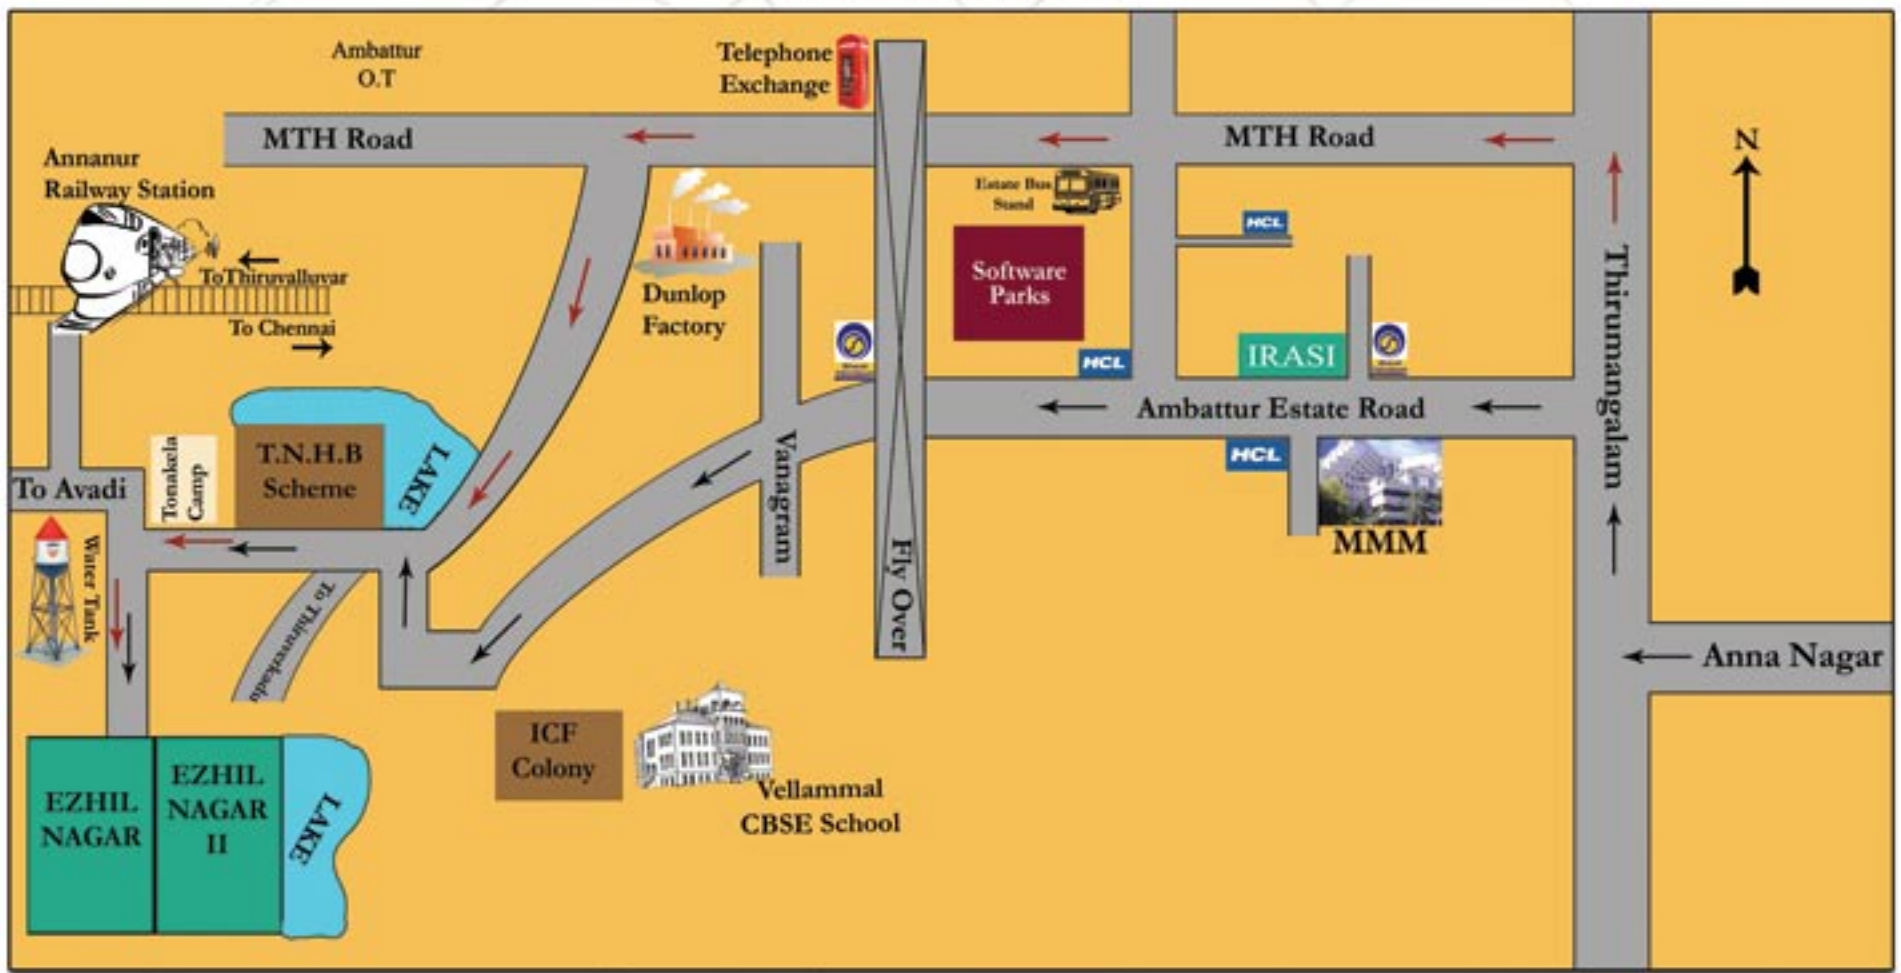 Ambattur
O.T
Telephone
Exchange
MTH Road
MTH Road
N
Annanur
Railway Station
Estate Bus
Stand
HCL
To Thiruvalluvar
To Chennai
Dunlop
Factory
Software
Parks
HCL
IRASI
Thirumangalam
Ambattur Estate Road
Vanagram
HCL
MMM
T.N.H.B
Scheme
LAKE
Tonakela
Camp
To Avadi
Water Tank
To Thiruverkadu
Fly Over
Anna Nagar
ICF
Colony
Vellammal
CBSE School
EZHIL
NAGAR
EZHIL
NAGAR
II
LAKE